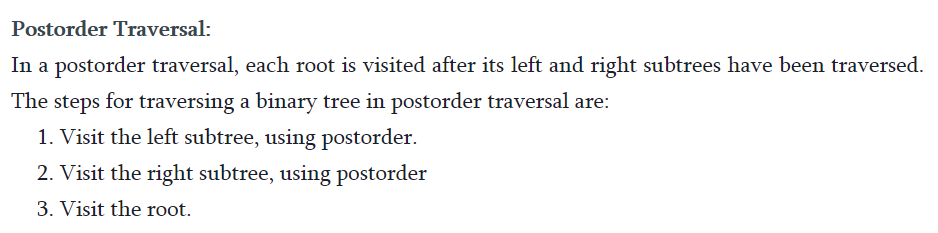 Postorder Traversal:
In a postorder traversal, each root is visited after its left and right subtrees have been traversed.
The steps for traversing a binary tree in postorder traversal are:
1. Visit the left subtree, using postorder.
2. Visit the right subtree, using postorder
3. Visit the root.